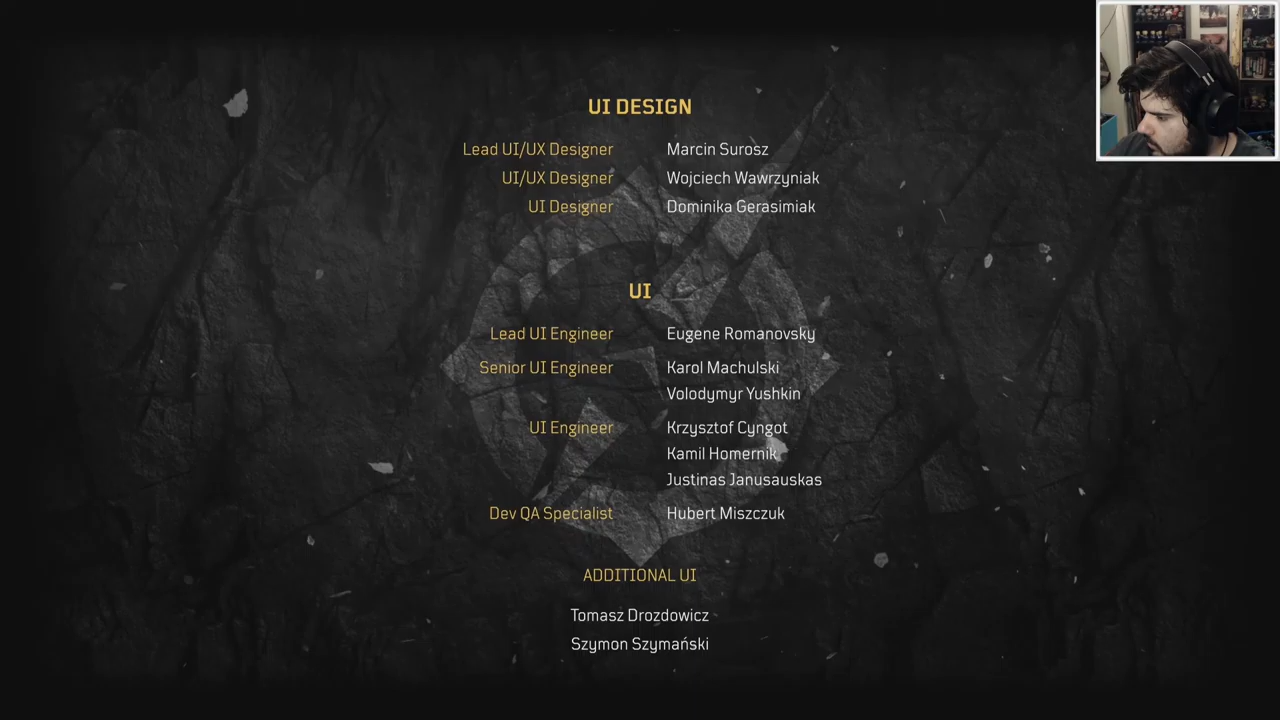 UI DESIGN
Lead UI/UX Designer Marcin Surosz
UI/UX Designer Wojciech Wawrzyniak
UI Designer Dominika Gerasimiak
UI
Lead UI Engineer Eugene Romanovsky
Senior UI Engineer Karol Machulski
Volodymyr Yushkin
UI Engineer Krzysztof Cyngot
Kamil Homernik
Justinas Janusauskas
Dev QA Specialist Hubert Miszczuk
ADDITIONAL UI
Tomasz Drozdowicz
Szymon Szymański